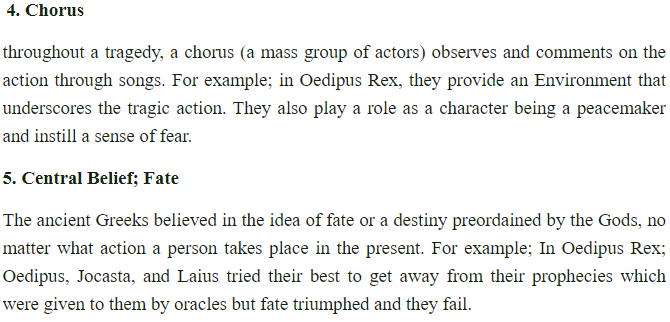 4. Chorus
throughout a tragedy, a chorus (a mass group of actors) observes and comments on the
action through songs. For example; in Oedipus Rex, they provide an Environment that
underscores the tragic action. They also play a role as a character being a peacemaker
and instill a sense of fear.
5. Central Belief; Fate
The ancient Greeks believed in the idea of fate or a destiny preordained by the Gods, no
matter what action a person takes place in the present. For example; In Oedipus Rex;
Oedipus, Jocasta, and Laius tried their best to get away from their prophecies which
were given to them by oracles but fate triumphed and they fail.